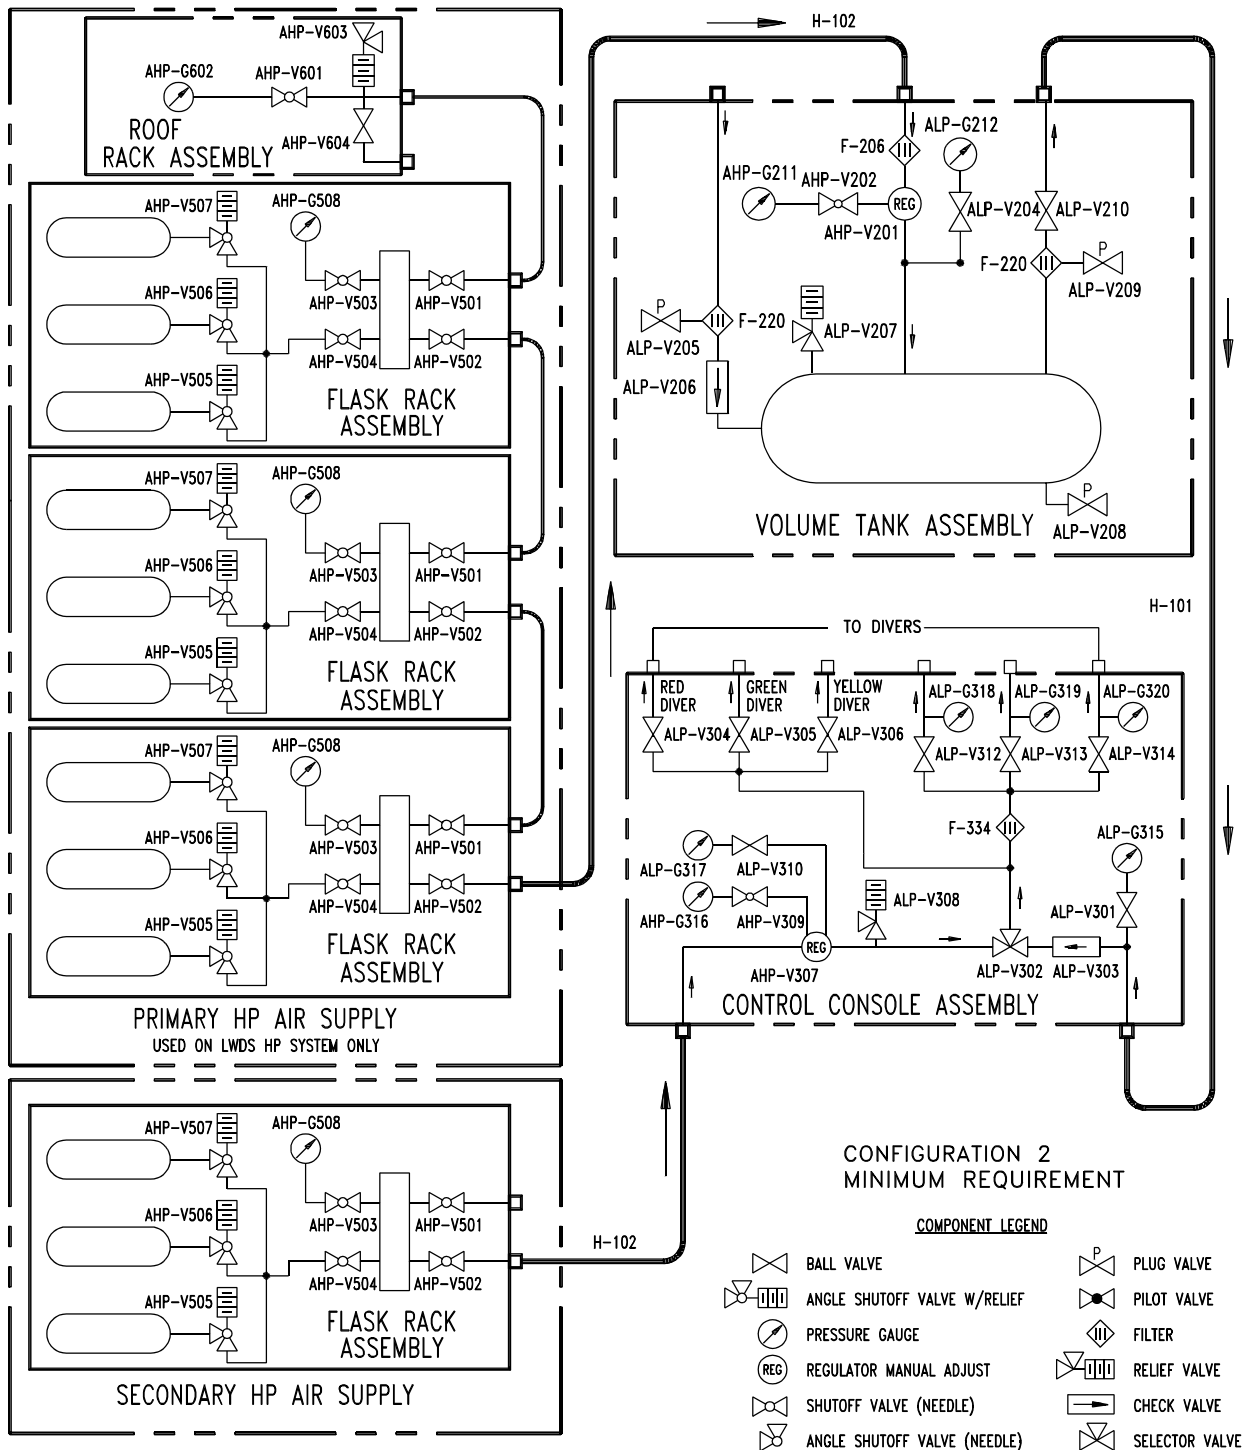 H-102
AHP-V603
AHP-G602
AHP-V601
AHP-V604
ROOF
RACK ASSEMBLY
AHP-V507
AHP-G508
AHP-V506
AHP-V503
AHP-V501
AHP-V504
AHP-V502
AHP-V505
FLASK RACK
ASSEMBLY
AHP-V507
AHP-G508
AHP-V506
AHP-V503
AHP-V501
AHP-V504
AHP-V502
AHP-V505
FLASK RACK
ASSEMBLY
AHP-V507
AHP-G508
AHP-V506
AHP-V503
AHP-V501
AHP-V504
AHP-V502
AHP-V505
FLASK RACK
ASSEMBLY
PRIMARY HP AIR SUPPLY
USED ON LWDS HP SYSTEM ONLY
AHP-V507
AHP-G508
AHP-V506
AHP-V503
AHP-V501
AHP-V504
AHP-V502
AHP-V505
FLASK RACK
ASSEMBLY
SECONDARY HP AIR SUPPLY
H-102
ALP-G212
F-206
AHP-G211
AHP-V202
REG
ALP-V204
ALP-V210
AHP-V201
P
F-220
ALP-V209
P
F-220
ALP-V205
ALP-V207
ALP-V206
P
ALP-V208
VOLUME TANK ASSEMBLY
H-101
TO DIVERS
RED
DIVER
GREEN
DIVER
YELLOW
DIVER
ALP-G318
ALP-G319
ALP-G320
ALP-V304
ALP-V305
ALP-V306
ALP-V312
ALP-V313
ALP-V314
F-334
ALP-G315
ALP-G317
ALP-V310
ALP-V308
ALP-V301
AHP-G316
AHP-V309
REG
AHP-V307
ALP-V302
ALP-V303
CONTROL CONSOLE ASSEMBLY
CONFIGURATION 2
MINIMUM REQUIREMENT
COMPONENT LEGEND
BALL VALVE
P
PLUG VALVE
ANGLE SHUTOFF VALVE W/RELIEF
PILOT VALVE
PRESSURE GAUGE
FILTER
REG
REGULATOR MANUAL ADJUST
RELIEF VALVE
SHUTOFF VALVE (NEEDLE)
CHECK VALVE
ANGLE SHUTOFF VALVE (NEEDLE)
SELECTOR VALVE